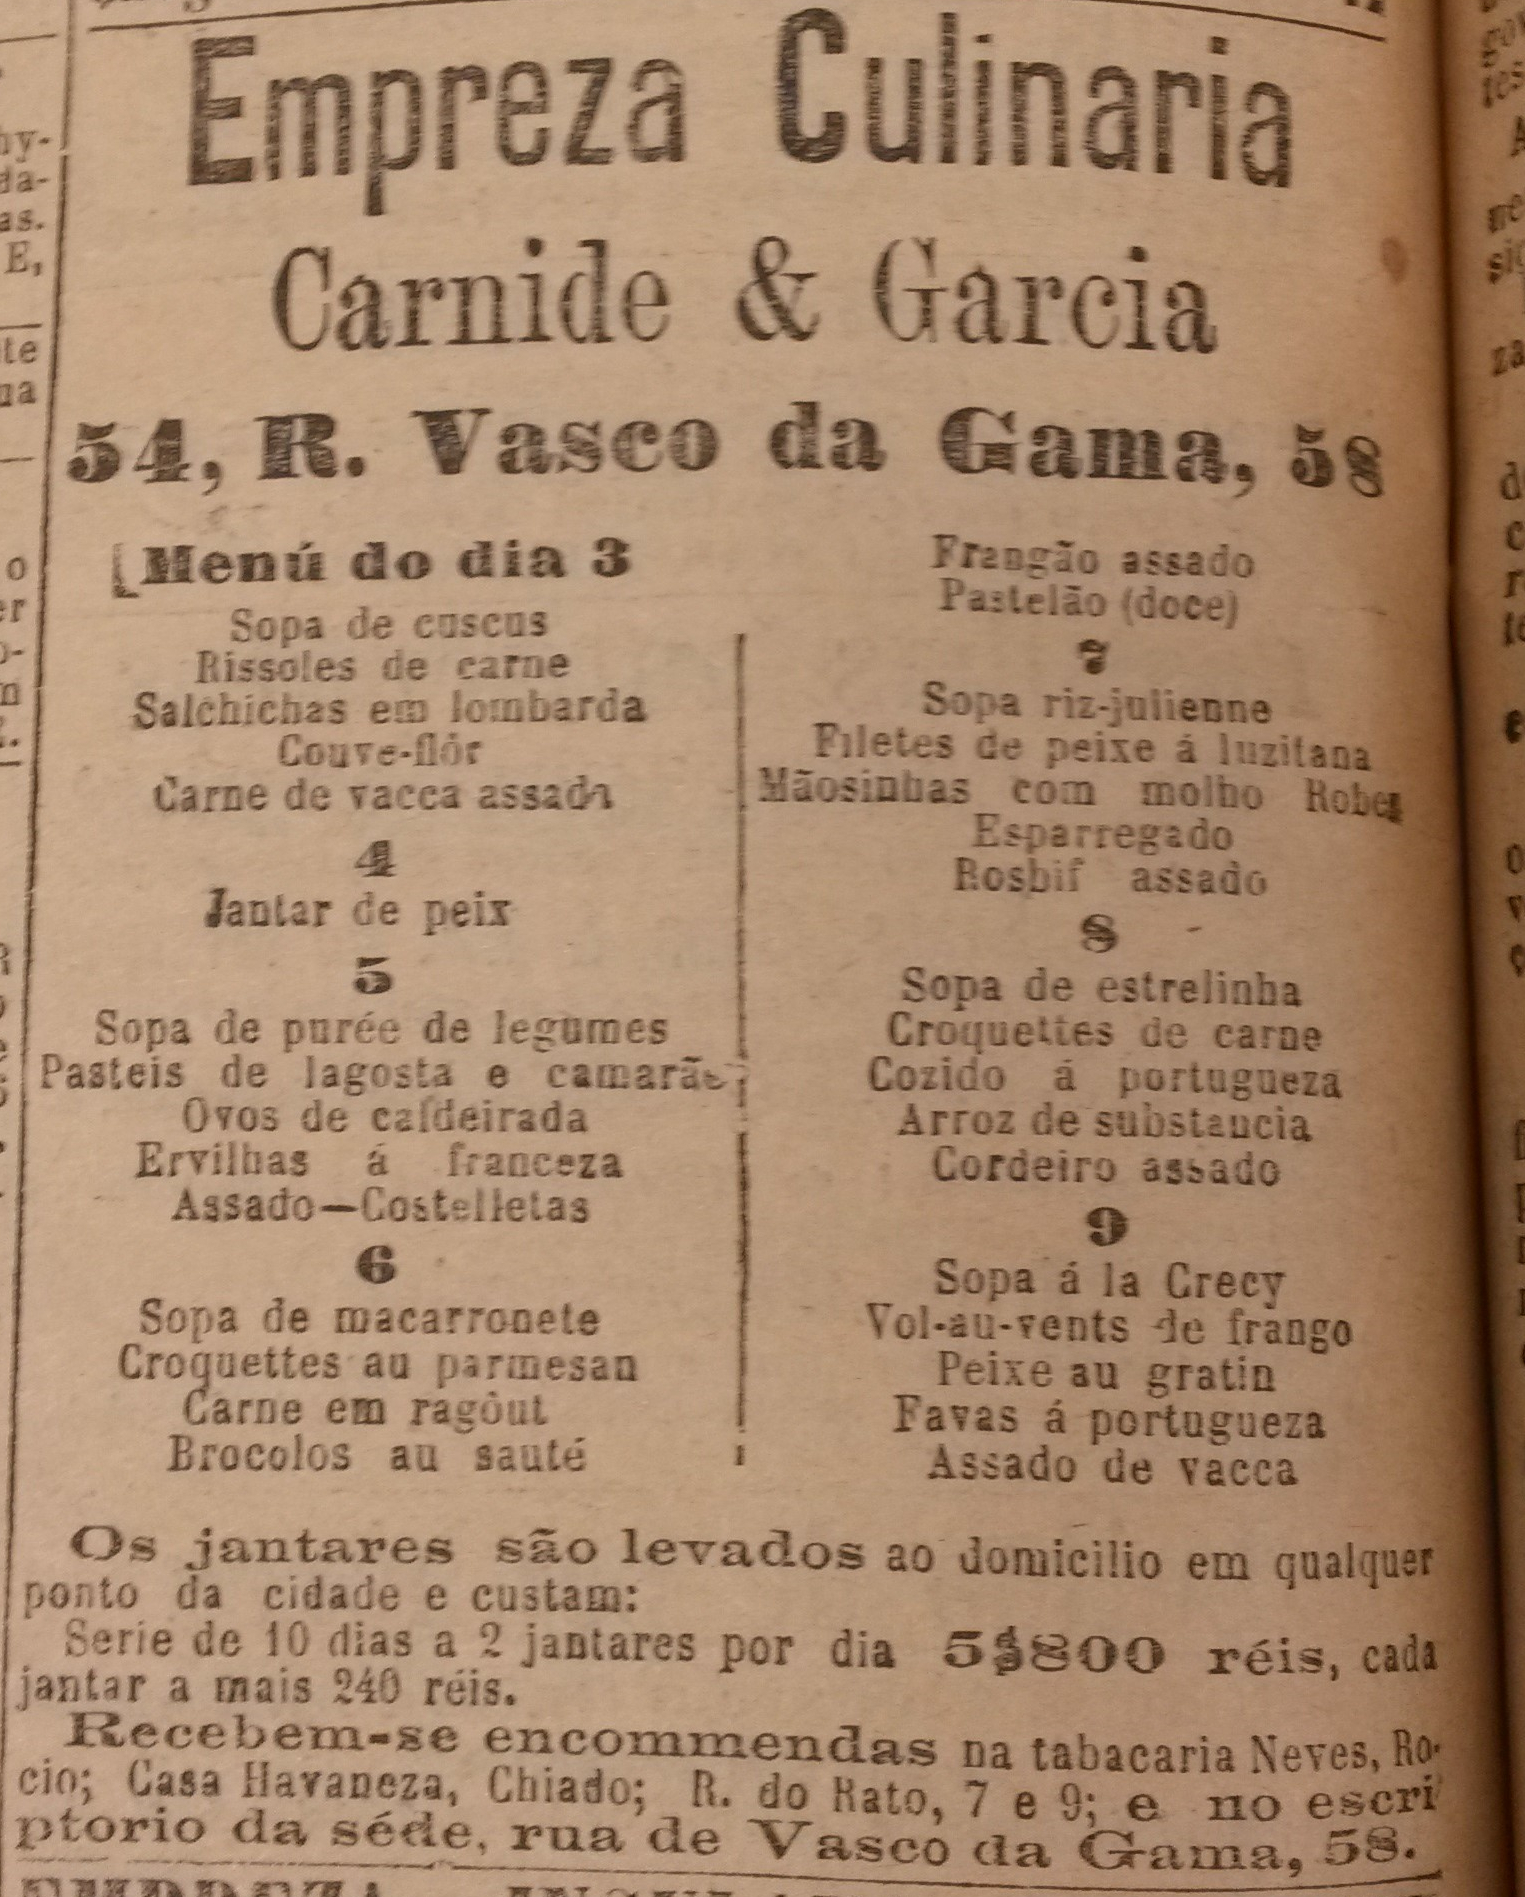 Empreza Culinaria
Carnide & Garcia
54, R. Vasco da Gama, 58
Menú do dia 3
Sopa de cuscus
Rissoles de carne
Salchichas em lombarda
Couve-flôr
Carne de vacca assada
4
Jantar de peix
5
Sopa de purée de legumes
Pasteis de lagosta e camarão
Ovos de caldeirada
Ervilhas á franceza
Assado—Costelletas
6
Sopa de macarronete
Croquettes au parmesan
Carne em ragôut
Brocolos au sauté
Frangão assado
Pastelão (doce)
7
Sopa riz-julienne
Filetes de peixe á luzitana
Mãosinhas com molho
Esparregado
Rosbif assado
8
Sopa de estrelinha
Croquettes de carne
Cozido á portugueza
Arroz de substancia
Cordeiro assado
9
Sopa á la Crecy
Vol-au-vents de frango
Peixe au gratin
Favas á portugueza
Assado de vacca
Os jantares são levados ao domicilio em qualquer
ponto da cidade e custam:
Serie de 10 dias a 2 jantares por dia 5$800 réis, cada
jantar a mais 240 réis.
Recebem-se encommendas na tabacaria Neves, Ro-
cio; Casa Havaneza, Chiado; R. do Rato, 7 e 9; e no escri
ptorio da séde, rua de Vasco da Gama, 58.